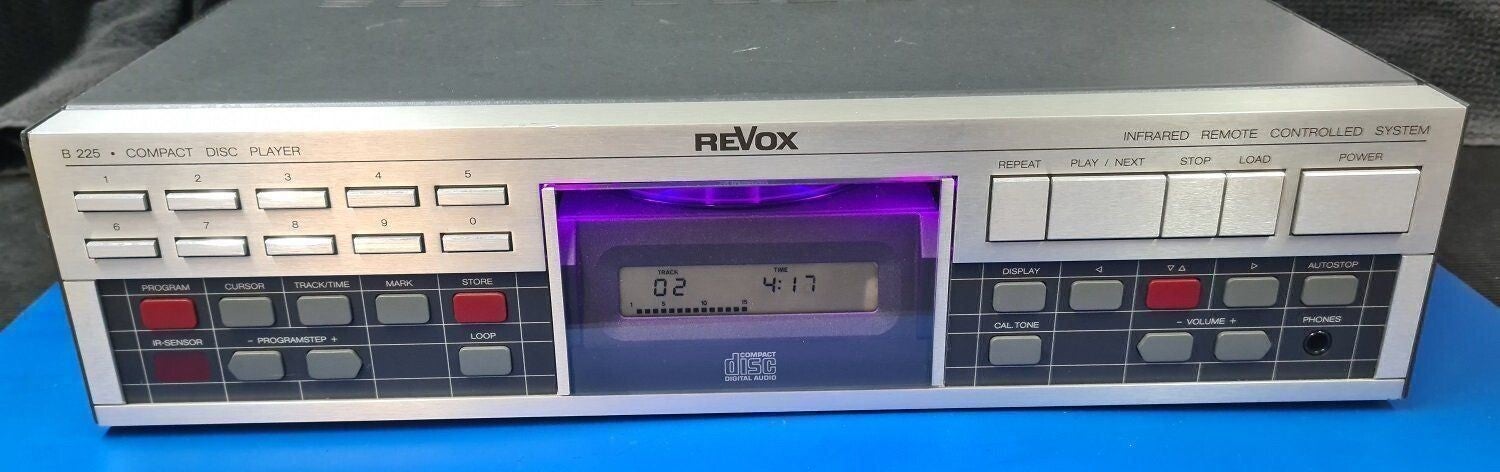 REVOX
B 225 • COMPACT DISC PLAYER
INFRARED REMOTE CONTROLLED SYSTEM
1 2 3 4 5
6 7 8 9 0
REPEAT PLAY / NEXT STOP LOAD POWER
PROGRAM CURSOR TRACK/TIME MARK STORE
IR-SENSOR - PROGRAMSTEP + LOOP
TRACK TIME
02 4:17
1 5 10 15
COMPACT
disc
DIGITAL AUDIO
DISPLAY ◁ ▽ △ ▷ AUTOSTOP
CAL. TONE - VOLUME + PHONES